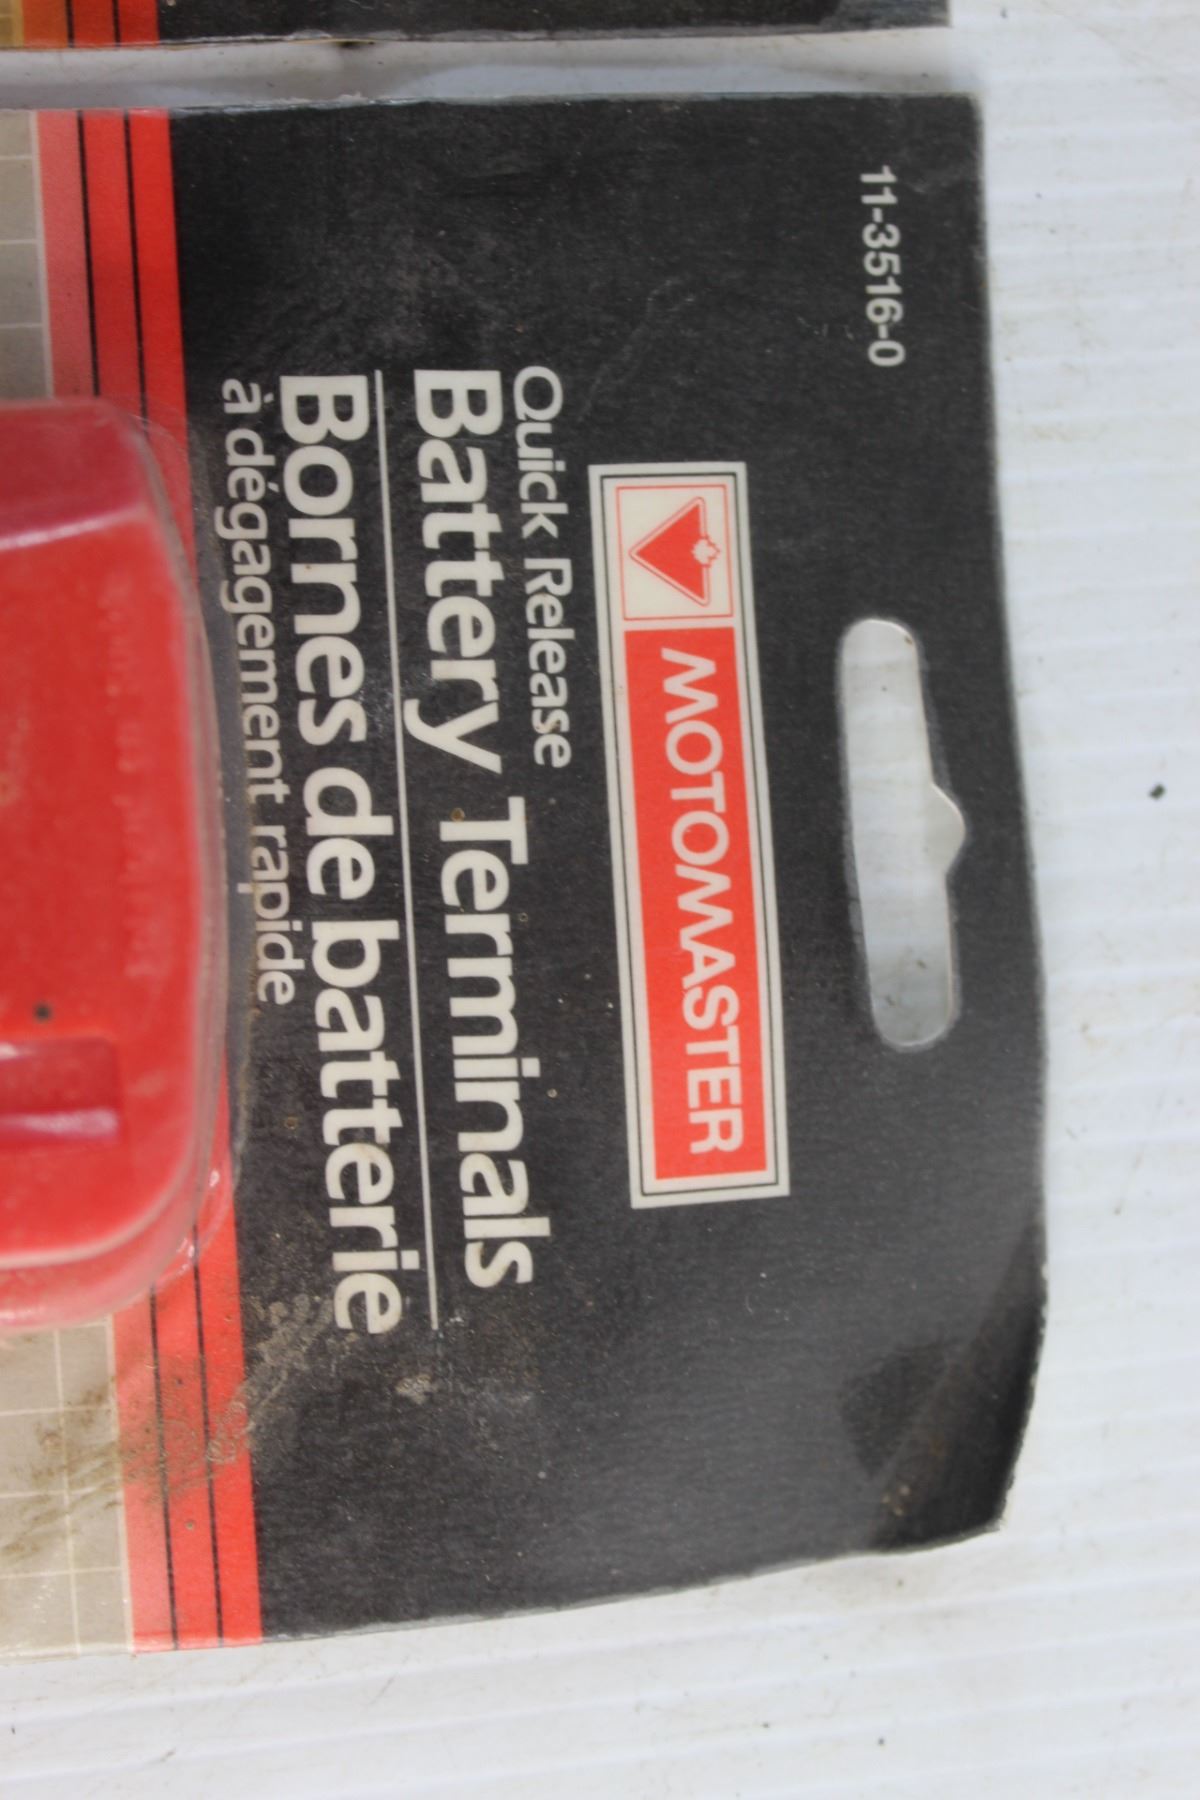 11-3516-0
MOTOMASTER
Quick Release
Battery Terminals
Bornes de batterie
à dégagement rapide